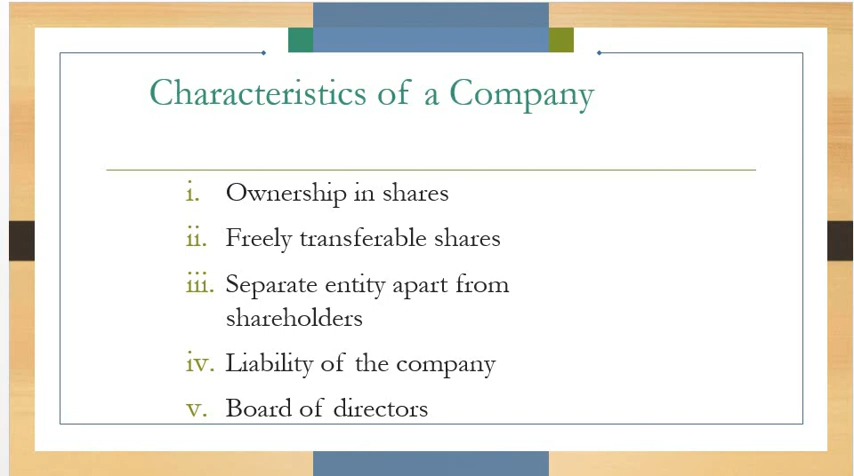 Characteristics of a Company
i. Ownership in shares
ii. Freely transferable shares
iii. Separate entity apart from
shareholders
iv. Liability of the company
v. Board of directors